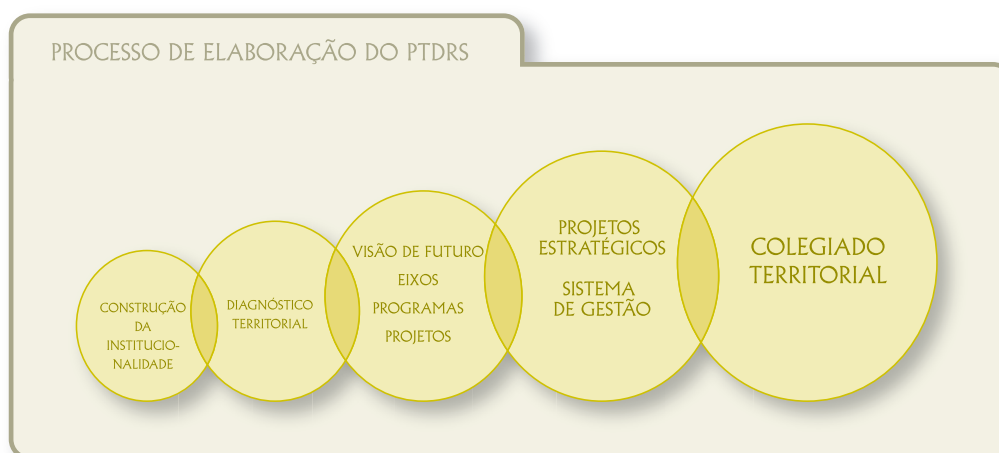 PROCESSO DE ELABORAÇÃO DO PTDRS
CONSTRUÇÃO
DA
INSTITUCIO-
NALIDADE
DIAGNÓSTICO
TERRITORIAL
VISÃO DE FUTURO
EIXOS
PROGRAMAS
PROJETOS
PROJETOS
ESTRATÉGICOS
SISTEMA
DE GESTÃO
COLEGIADO
TERRITORIAL